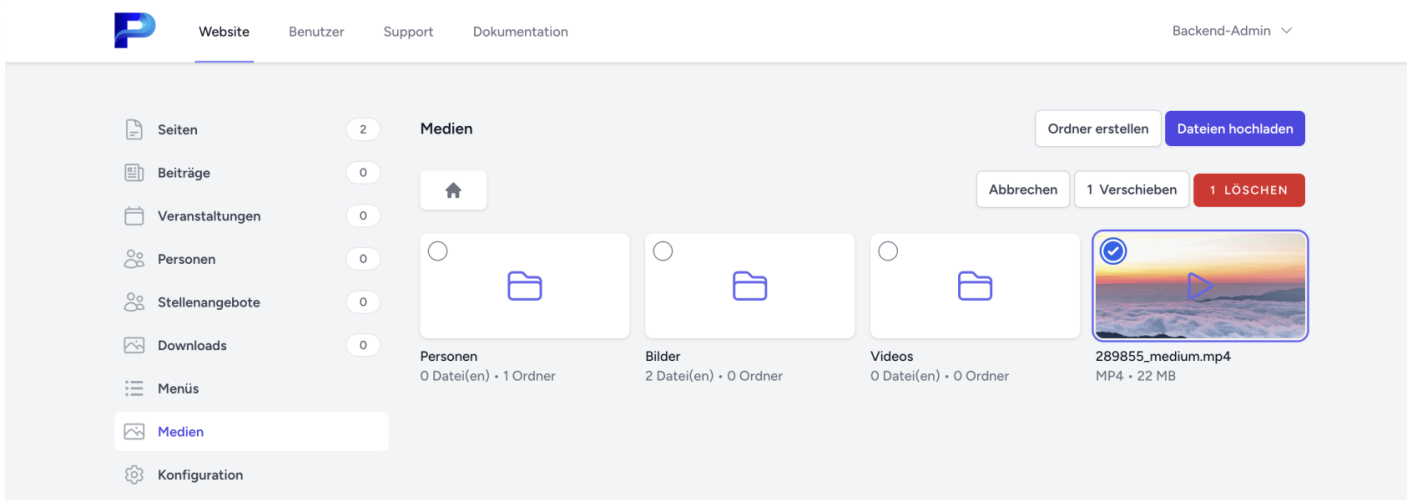 Website Benutzer Support Dokumentation Backend-Admin
Seiten 2
Beiträge 0
Veranstaltungen 0
Personen 0
Stellenangebote 0
Downloads 0
Menüs
Medien
Konfiguration
Medien Ordner erstellen Dateien hochladen
Abbrechen 1 Verschieben 1 LÖSCHEN
Personen
0 Datei(en) • 1 Ordner
Bilder
2 Datei(en) • 0 Ordner
Videos
0 Datei(en) • 0 Ordner
289855_medium.mp4
MP4 • 22 MB